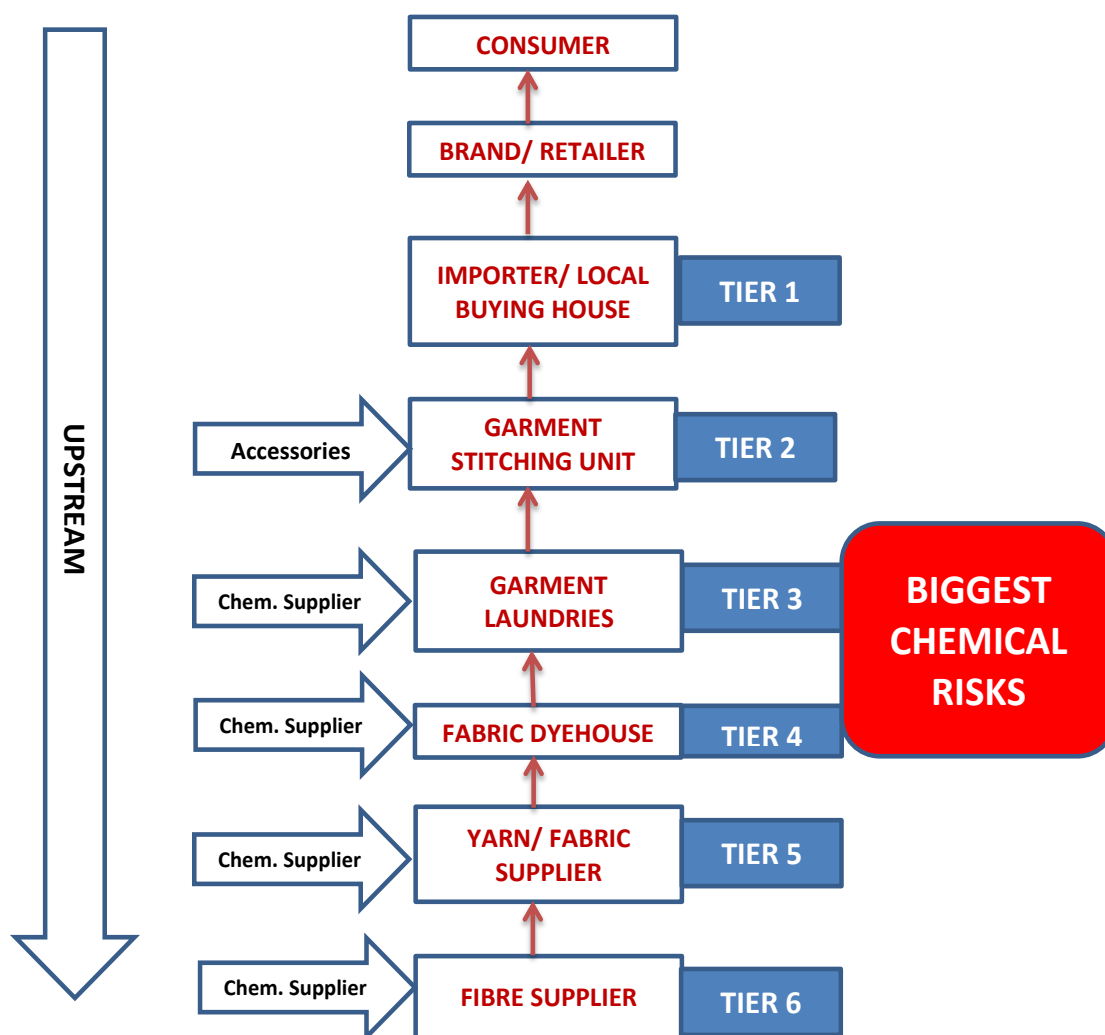 CONSUMER
BRAND/ RETAILER
IMPORTER/ LOCAL
BUYING HOUSE
TIER 1
UPSTREAM
Accessories
GARMENT
STITCHING UNIT
TIER 2
Chem. Supplier
GARMENT
LAUNDRIES
TIER 3
BIGGEST
CHEMICAL
RISKS
Chem. Supplier
FABRIC DYEHOUSE
TIER 4
Chem. Supplier
YARN/ FABRIC
SUPPLIER
TIER 5
Chem. Supplier
FIBRE SUPPLIER
TIER 6